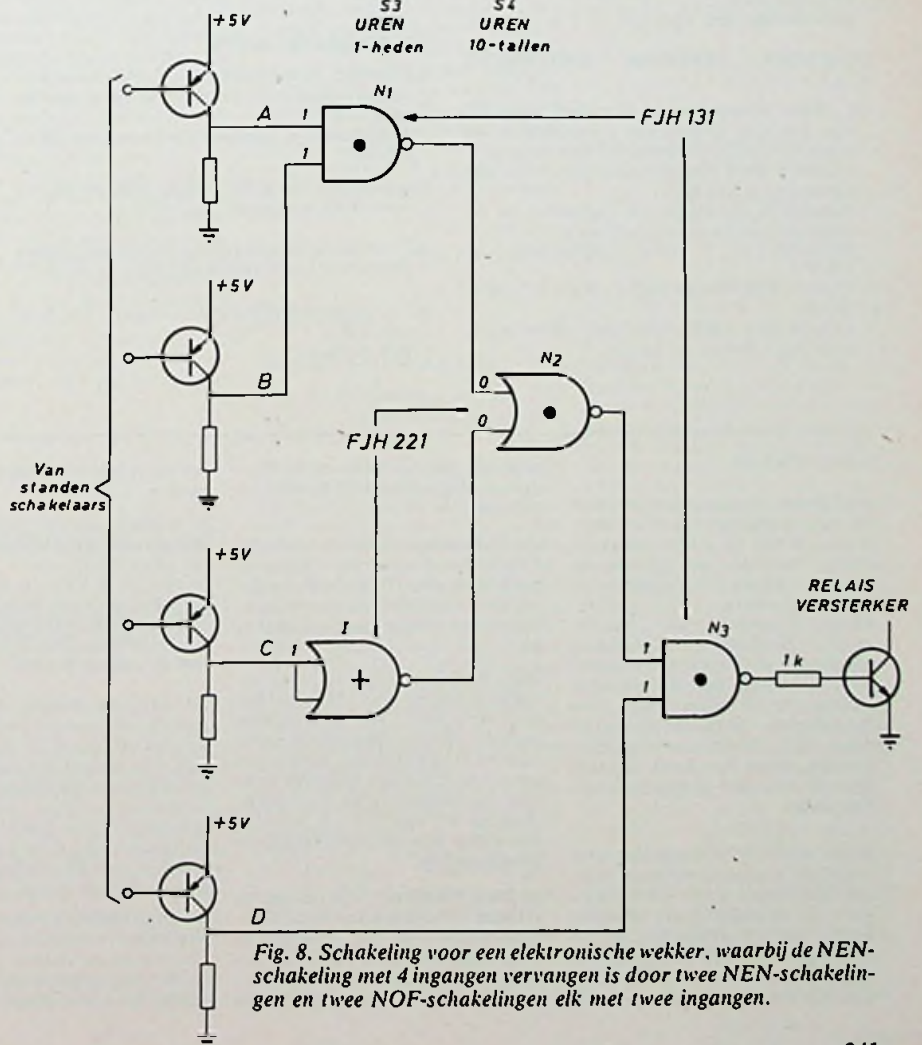 S3 S4
UREN UREN
1-heden 10-tallen
+5V
N1
A 1
1
FJH 131
+5V
B
N2
0
0
FJH 221
Van
standen
schakelaars
+5V
RELAIS
VERSTERKER
I
C 1
+
N3
1
1
1k
+5V
D
Fig. 8. Schakeling voor een elektronische wekker, waarbij de NEN-
schakeling met 4 ingangen vervangen is door twee NEN-schakelin-
gen en twee NOF-schakelingen elk met twee ingangen.